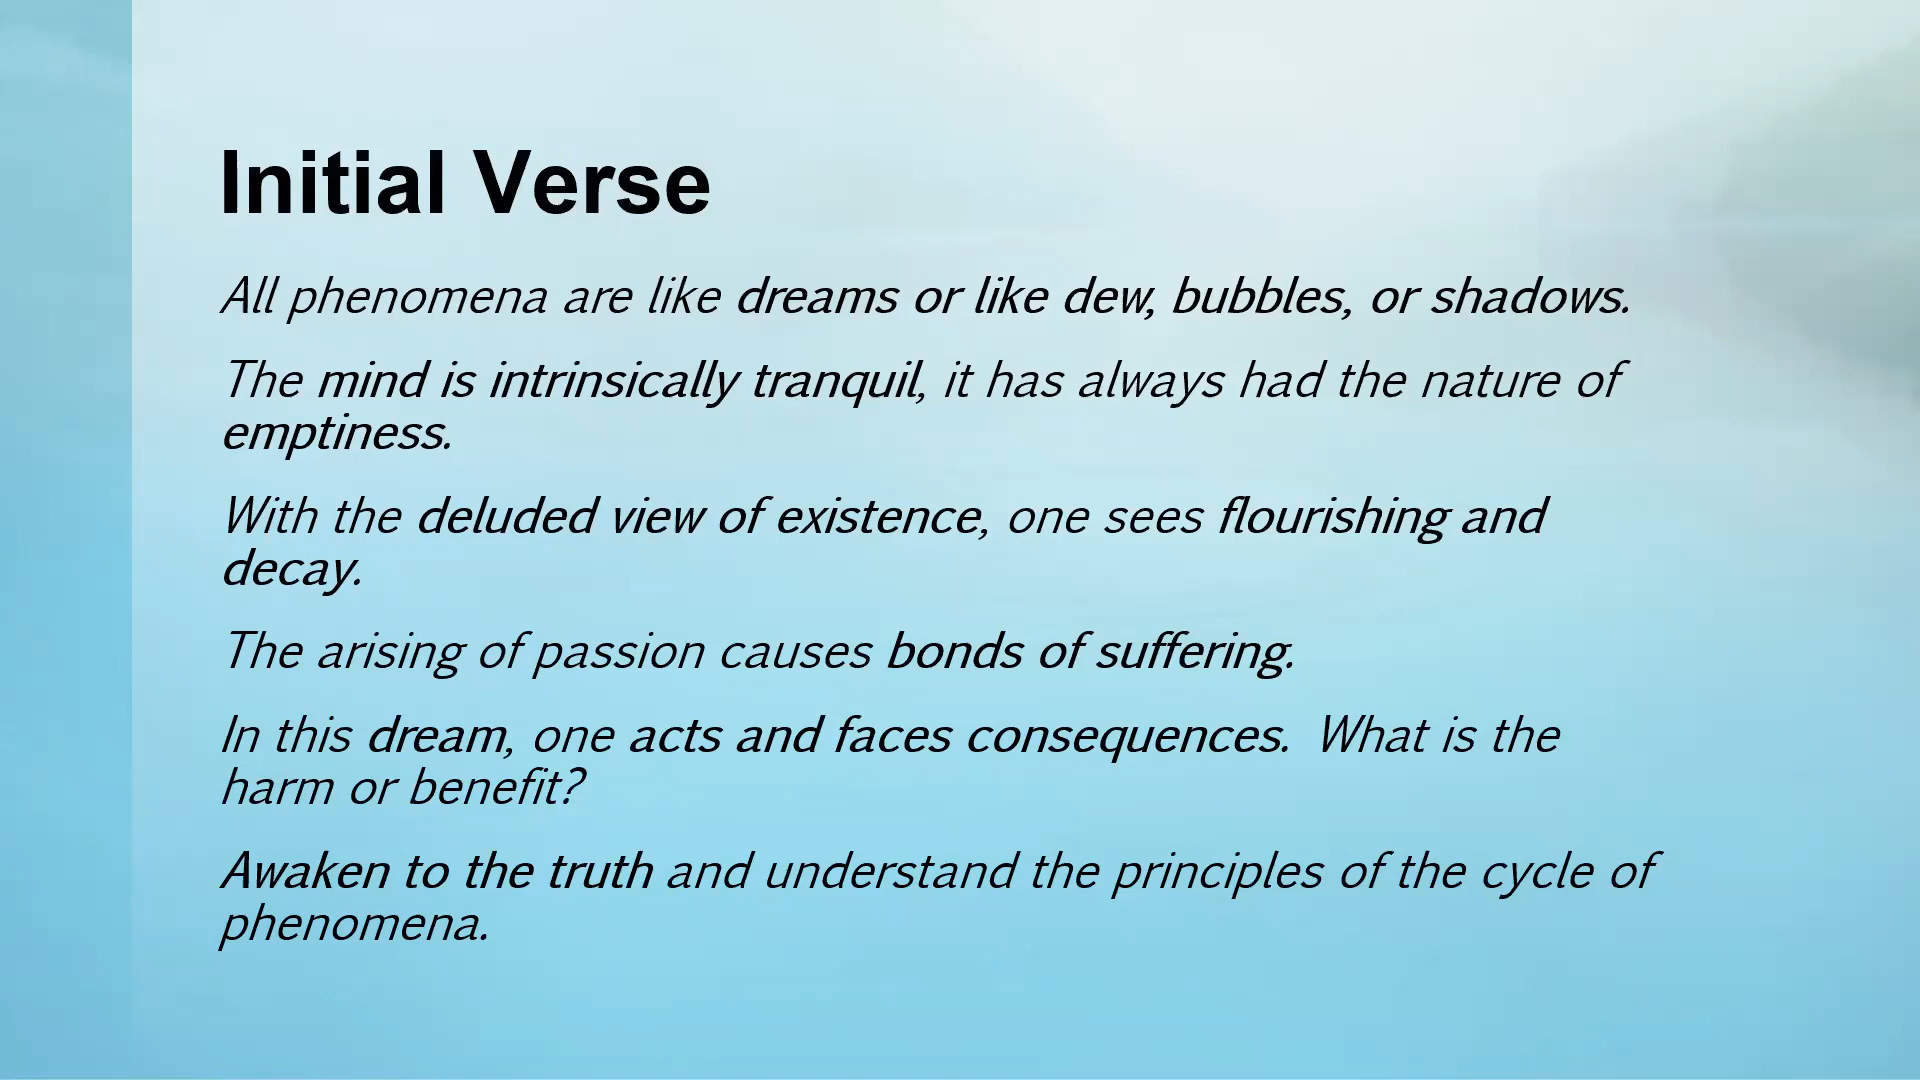 Initial Verse
All phenomena are like dreams or like dew, bubbles, or shadows.
The mind is intrinsically tranquil, it has always had the nature of
emptiness.
With the deluded view of existence, one sees flourishing and
decay.
The arising of passion causes bonds of suffering.
In this dream, one acts and faces consequences. What is the
harm or benefit?
Awaken to the truth and understand the principles of the cycle of
phenomena.